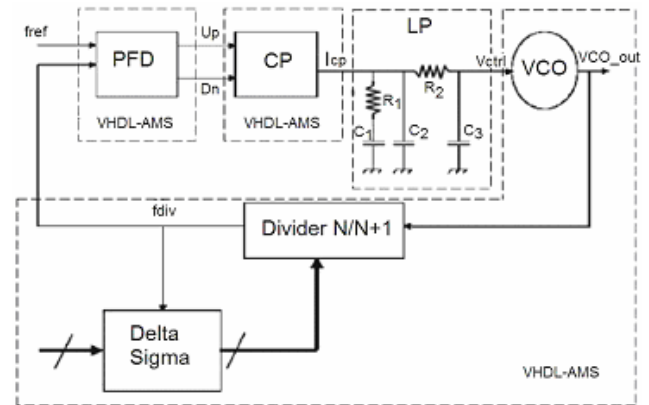 LP
fref
Up
Icp
Vctrl
VCO
VCO_out
PFD
CP
R1
R2
Dn
C1
C2
C3
VHDL-AMS
VHDL-AMS
fdiv
Divider N/N+1
Delta
Sigma
VHDL-AMS